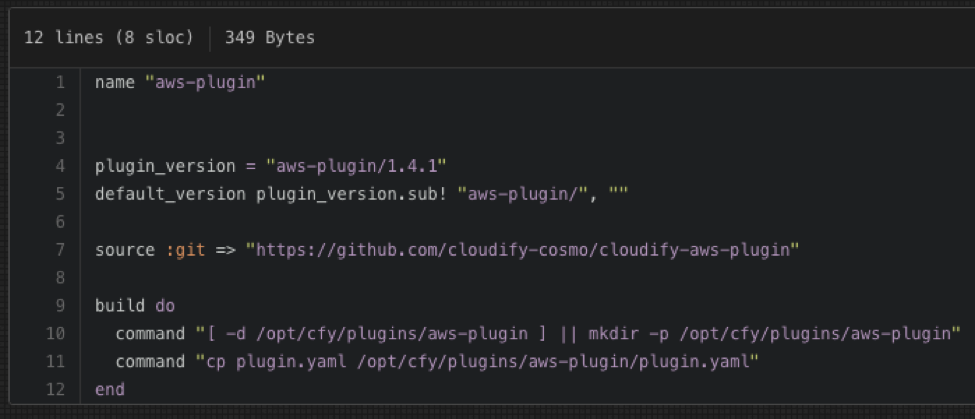 12 lines (8 sloc) 349 Bytes
1 name "aws-plugin"
2
3
4 plugin_version = "aws-plugin/1.4.1"
5 default_version plugin_version.sub! "aws-plugin/", ""
6
7 source :git => "https://github.com/cloudify-cosmo/cloudify-aws-plugin"
8
9 build do
10 command "[ -d /opt/cfy/plugins/aws-plugin ] || mkdir -p /opt/cfy/plugins/aws-plugin"
11 command "cp plugin.yaml /opt/cfy/plugins/aws-plugin/plugin.yaml"
12 end